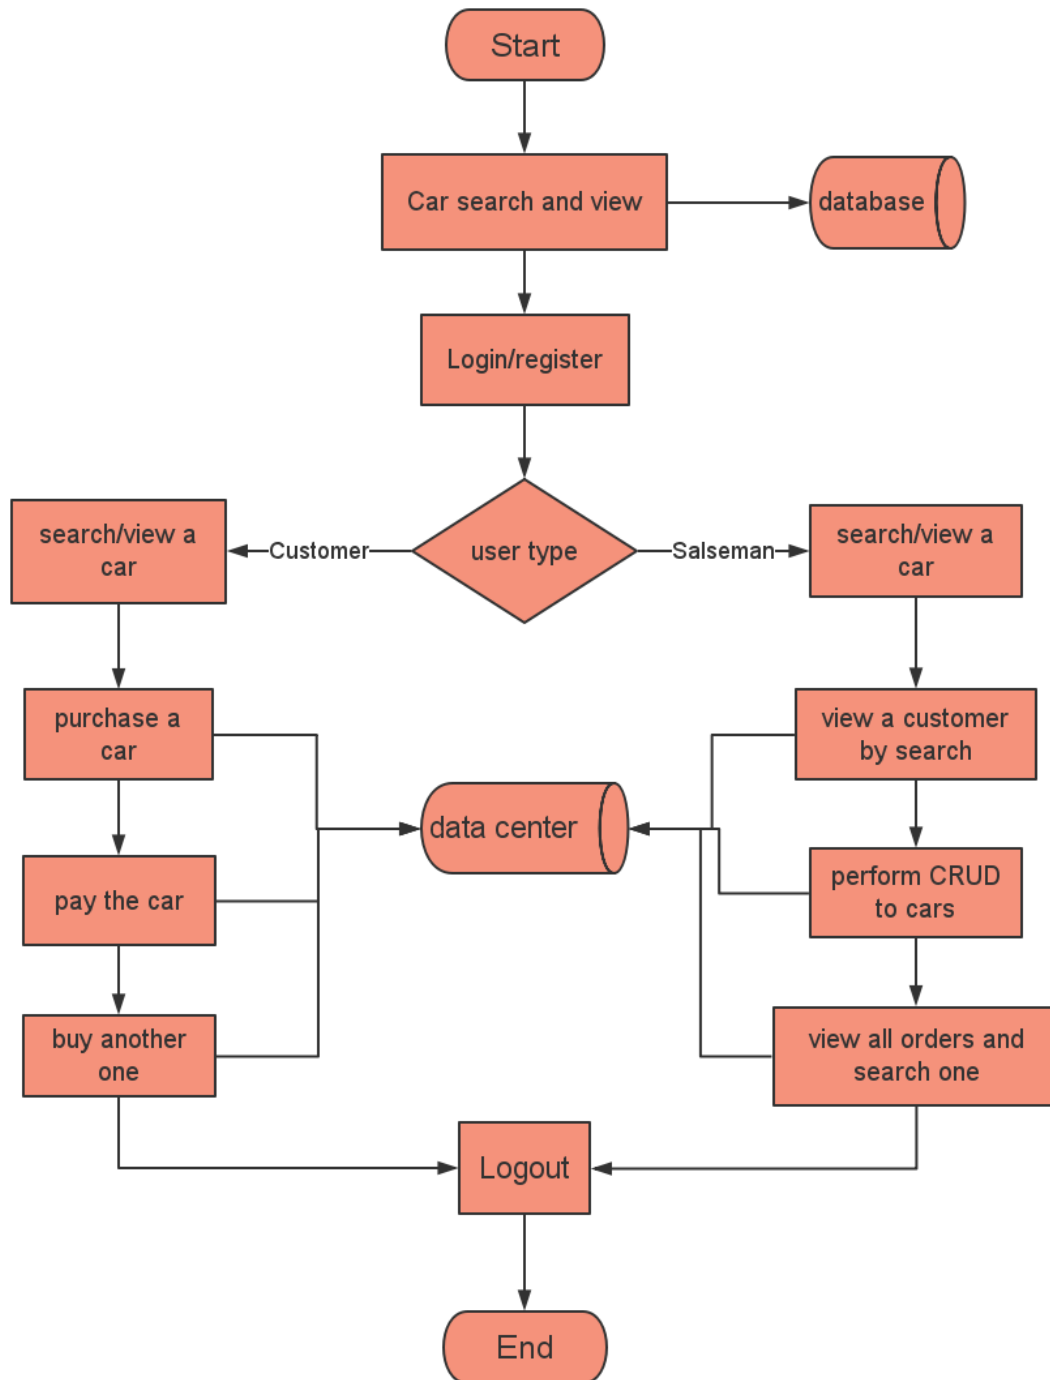 Start
Car search and view
database
Login/register
search/view a
car
Customer
user type
Salseman
search/view a
car
purchase a
car
view a customer
by search
data center
pay the car
perform CRUD
to cars
buy another
one
view all orders and
search one
Logout
End